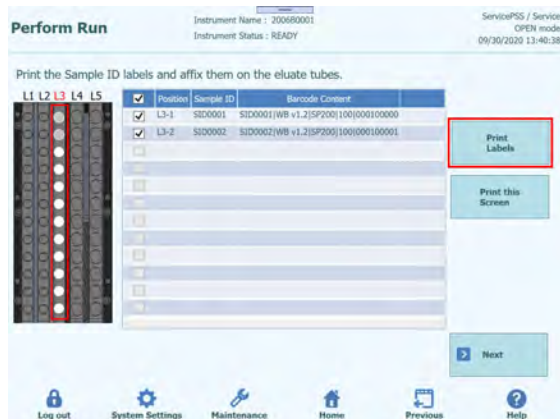 Perform Run
Instrument Name : 200680001
Instrument Status : READY
ServicePSS / Service
OPEN mode
09/30/2020 13:40:38
Print the Sample ID labels and affix them on the eluate tubes.
L1 L2 L3 L4 L5
Position Sample ID Barcode Content
L3-1 SID0001 SID0001|WB v1.2|SP200|100|000100000
L3-2 SID0002 SID0002|WB v1.2|SP200|100|000100001
Print
Labels
Print this
Screen
Next
Log out System Settings Maintenance Home Previous Help